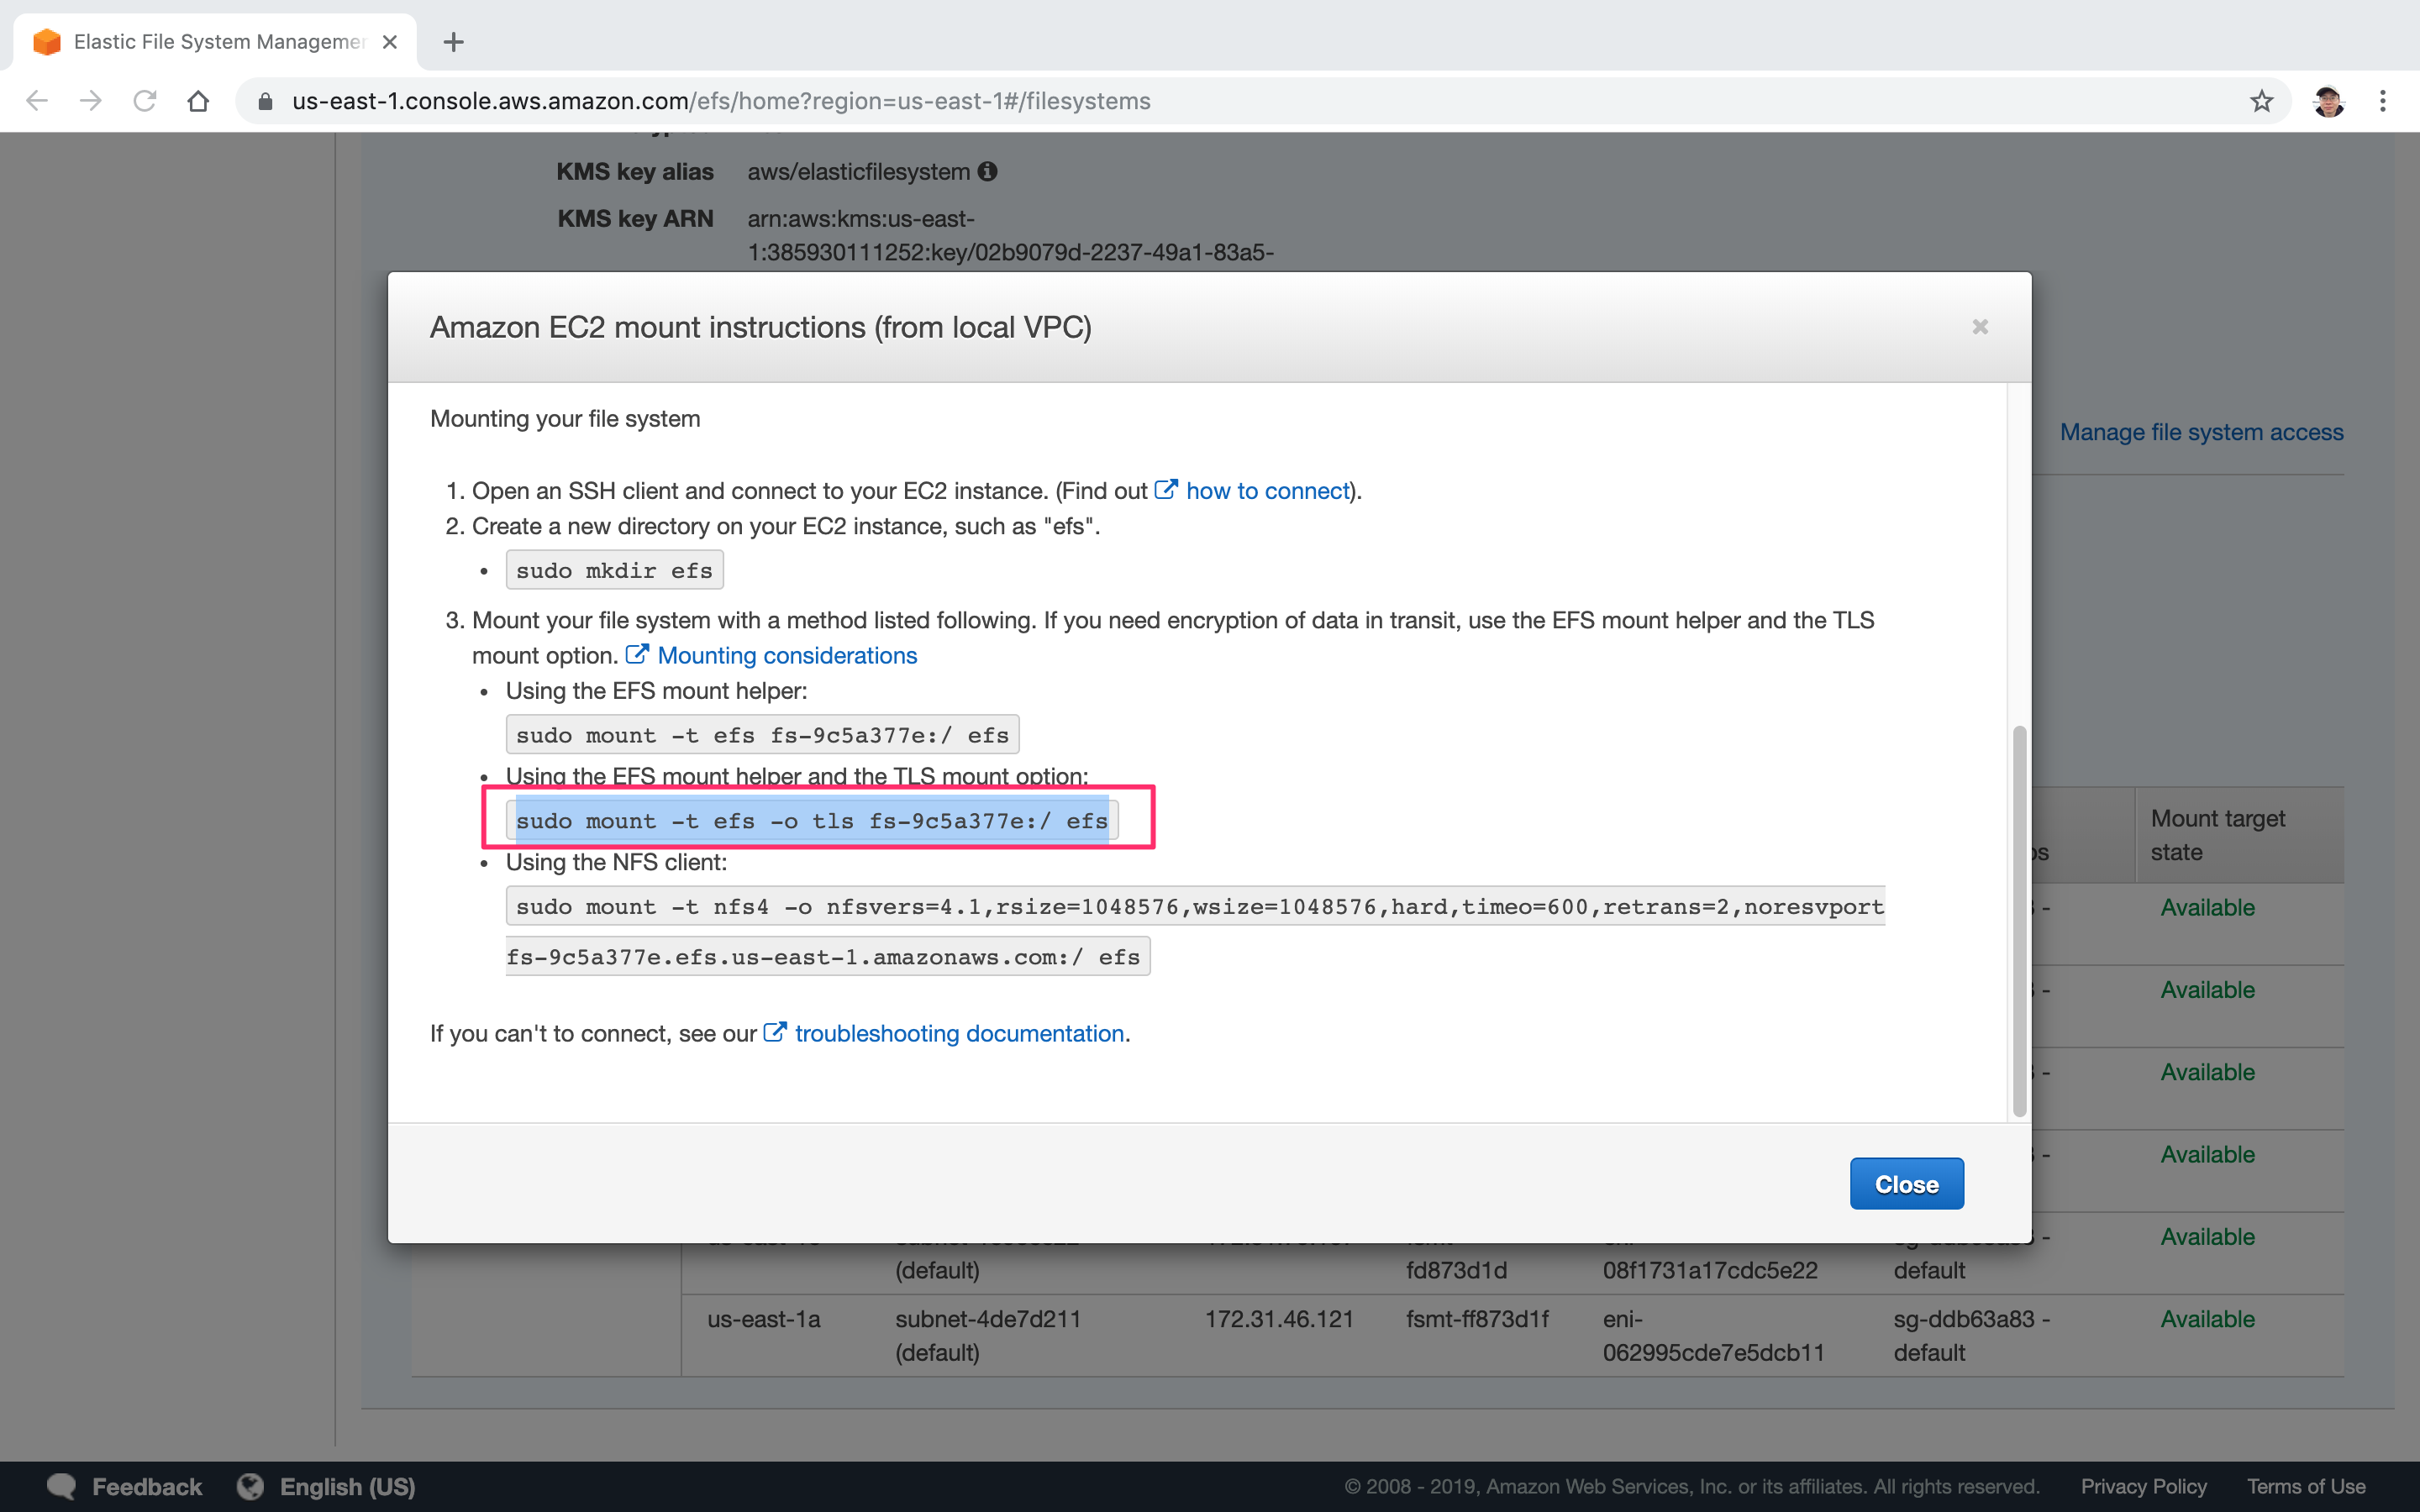 Elastic File System Managemen
us-east-1.console.aws.amazon.com/efs/home?region=us-east-1#/filesystems
KMS key alias aws/elasticfilesystem
KMS key ARN arn:aws:kms:us-east-
1:385930111252:key/02b9079d-2237-49a1-83a5-
Amazon EC2 mount instructions (from local VPC)
Manage file system access
Mounting your file system
1. Open an SSH client and connect to your EC2 instance. (Find out how to connect).
2. Create a new directory on your EC2 instance, such as "efs".
• sudo mkdir efs
3. Mount your file system with a method listed following. If you need encryption of data in transit, use the EFS mount helper and the TLS
mount option. Mounting considerations
• Using the EFS mount helper:
sudo mount -t efs fs-9c5a377e:/ efs
• Using the EFS mount helper and the TLS mount option:
sudo mount -t efs -o tls fs-9c5a377e:/ efs
• Using the NFS client:
sudo mount -t nfs4 -o nfsvers=4.1,rsize=1048576,wsize=1048576,hard,timeo=600,retrans=2,noresvport
fs-9c5a377e.efs.us-east-1.amazonaws.com:/ efs
If you can't to connect, see our troubleshooting documentation.
Close
Mount target
state
Available
Available
Available
Available
Available
(default) fd873d1d 08f1731a17cdc5e22 default
us-east-1a subnet-4de7d211 172.31.46.121 fsmt-ff873d1f eni- sg-ddb63a83 - Available
(default) 062995cde7e5dcb11 default
Feedback English (US) © 2008 - 2019, Amazon Web Services, Inc. or its affiliates. All rights reserved. Privacy Policy Terms of Use